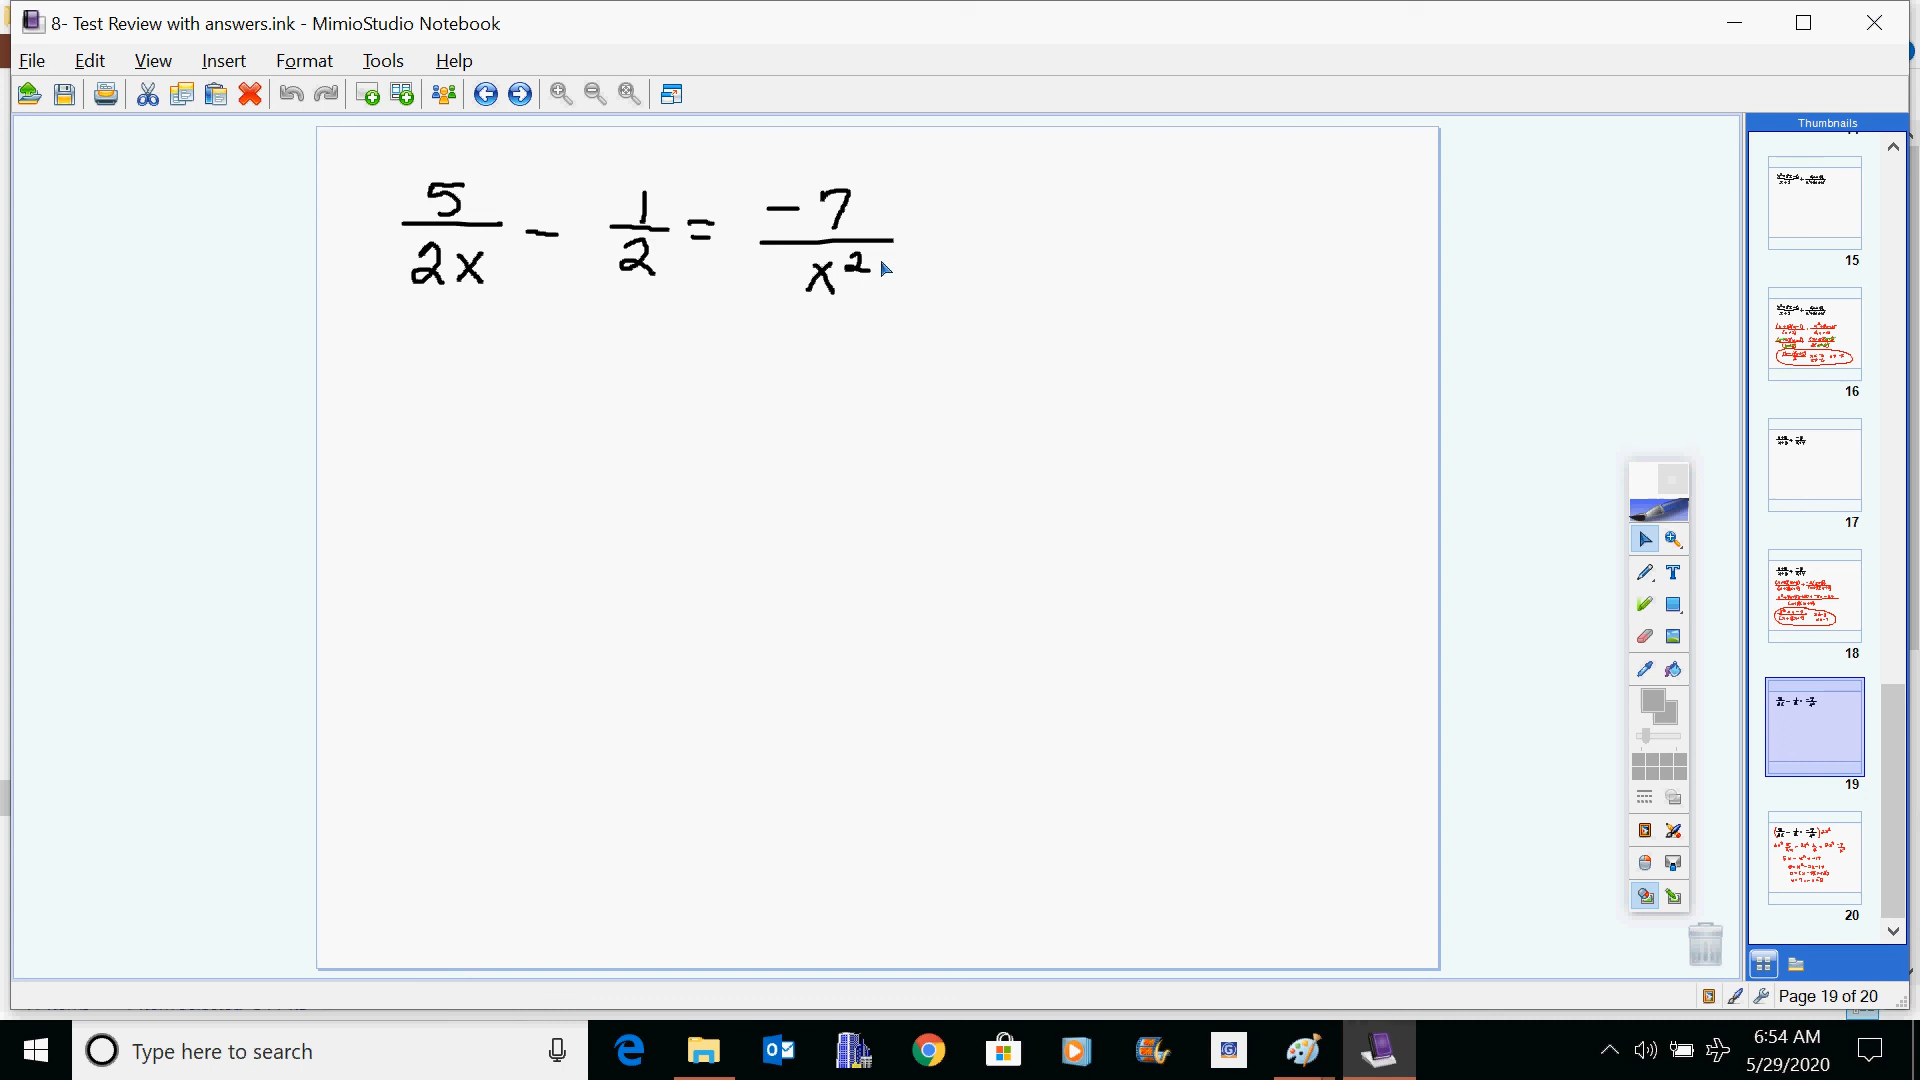 8- Test Review with answers.ink - MimioStudio Notebook
File Edit View Insert Format Tools Help
Thumbnails
5/2x - 1/2 = -7/x²
15
16
17
18
19
20
Page 19 of 20
Type here to search
6:54 AM
5/29/2020